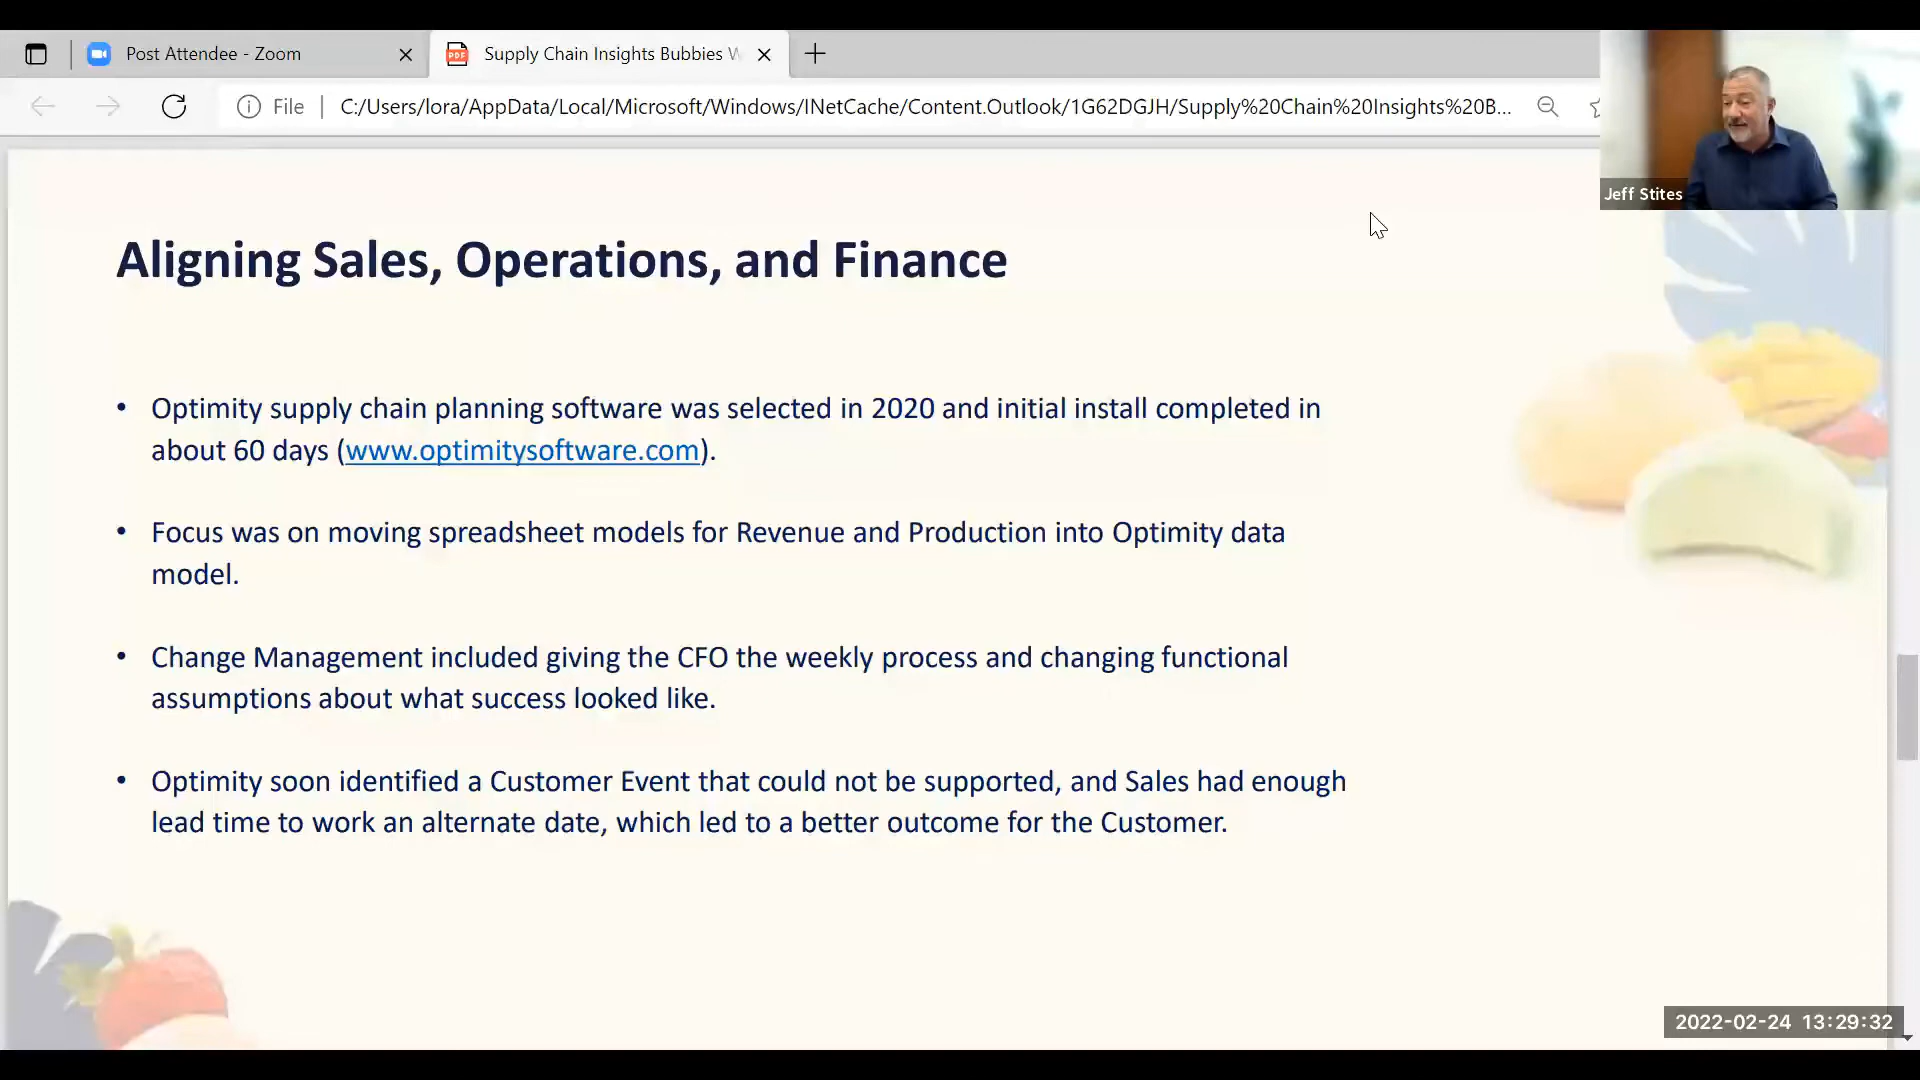 Post Attendee - Zoom
Supply Chain Insights Bubbies W
File
C:/Users/lora/AppData/Local/Microsoft/Windows/INetCache/Content.Outlook/1G62DGJH/Supply%20Chain%20Insights%20B...
Jeff Stites
Aligning Sales, Operations, and Finance
• Optimity supply chain planning software was selected in 2020 and initial install completed in
about 60 days (www.optimitysoftware.com).
• Focus was on moving spreadsheet models for Revenue and Production into Optimity data
model.
• Change Management included giving the CFO the weekly process and changing functional
assumptions about what success looked like.
• Optimity soon identified a Customer Event that could not be supported, and Sales had enough
lead time to work an alternate date, which led to a better outcome for the Customer.
2022-02-24 13:29:32